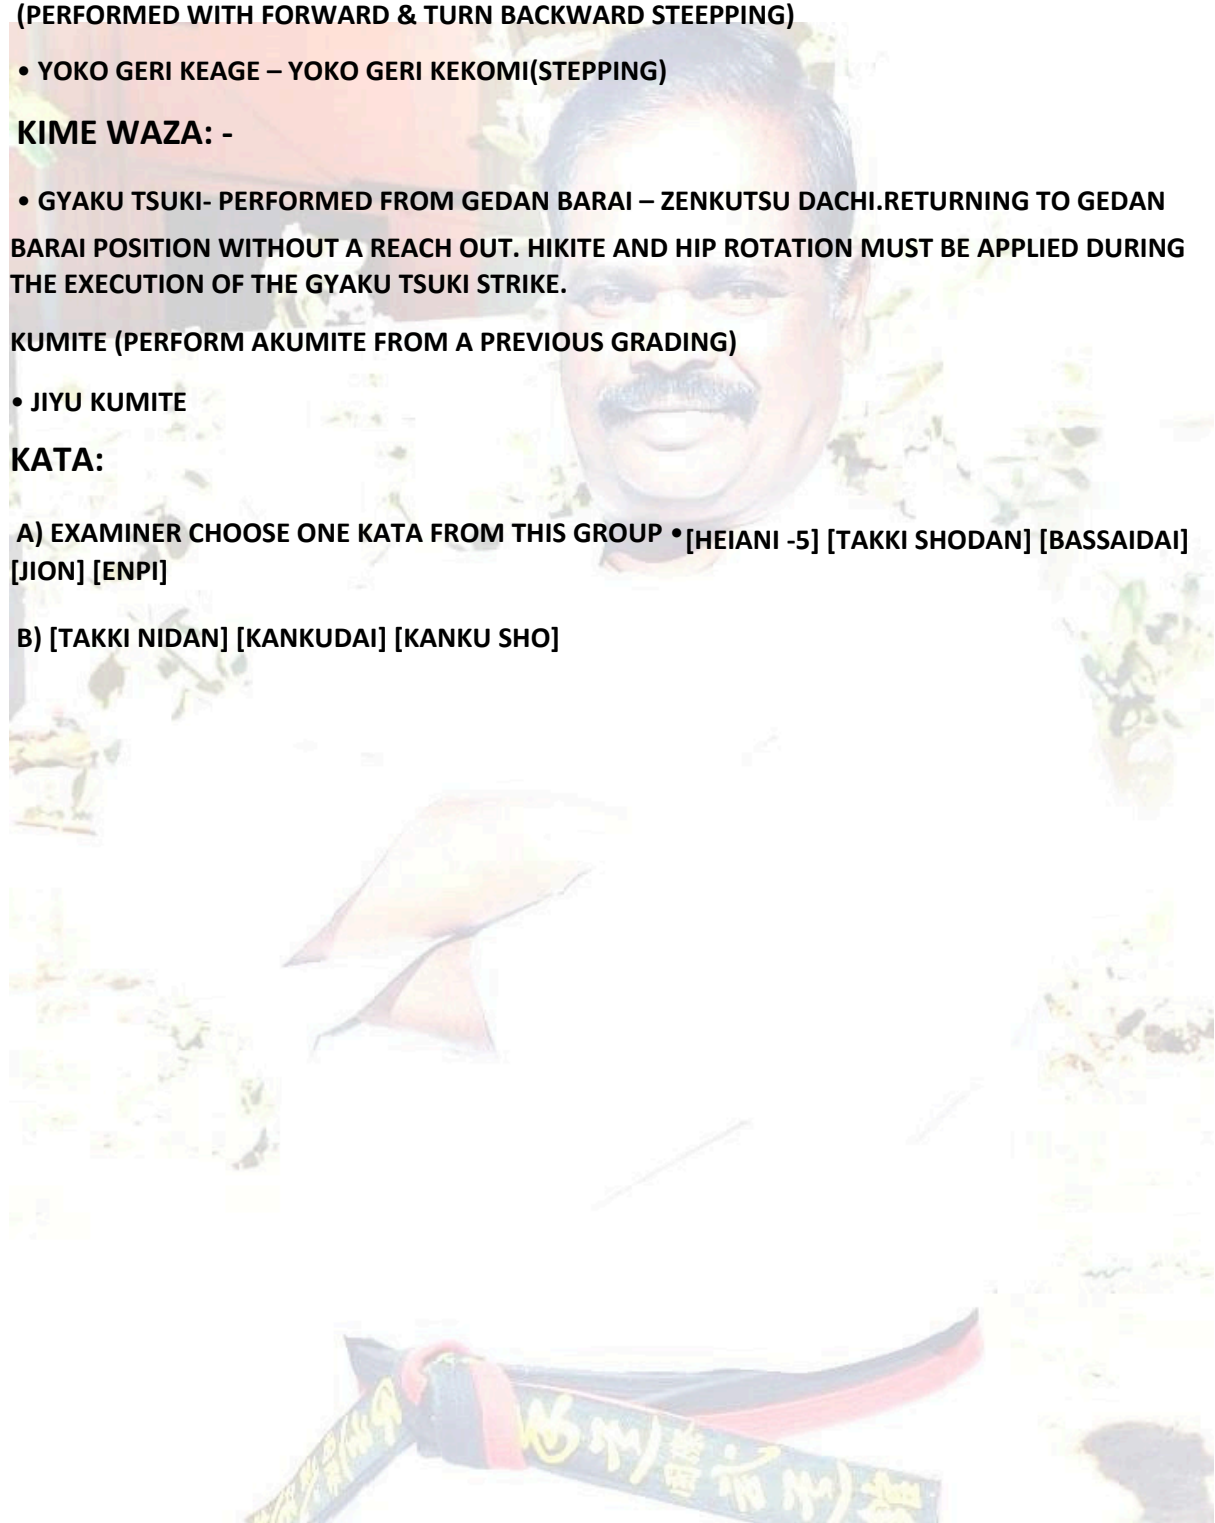 (PERFORMED WITH FORWARD & TURN BACKWARD STEEPPING)
• YOKO GERI KEAGE – YOKO GERI KEKOMI(STEPPING)
KIME WAZA: -
• GYAKU TSUKI- PERFORMED FROM GEDAN BARAI – ZENKUTSU DACHI.RETURNING TO GEDAN
BARAI POSITION WITHOUT A REACH OUT. HIKITE AND HIP ROTATION MUST BE APPLIED DURING
THE EXECUTION OF THE GYAKU TSUKI STRIKE.
KUMITE (PERFORM AKUMITE FROM A PREVIOUS GRADING)
• JIYU KUMITE
KATA:
A) EXAMINER CHOOSE ONE KATA FROM THIS GROUP •[HEIANI -5] [TAKKI SHODAN] [BASSAIDAI]
[JION] [ENPI]
B) [TAKKI NIDAN] [KANKUDAI] [KANKU SHO]